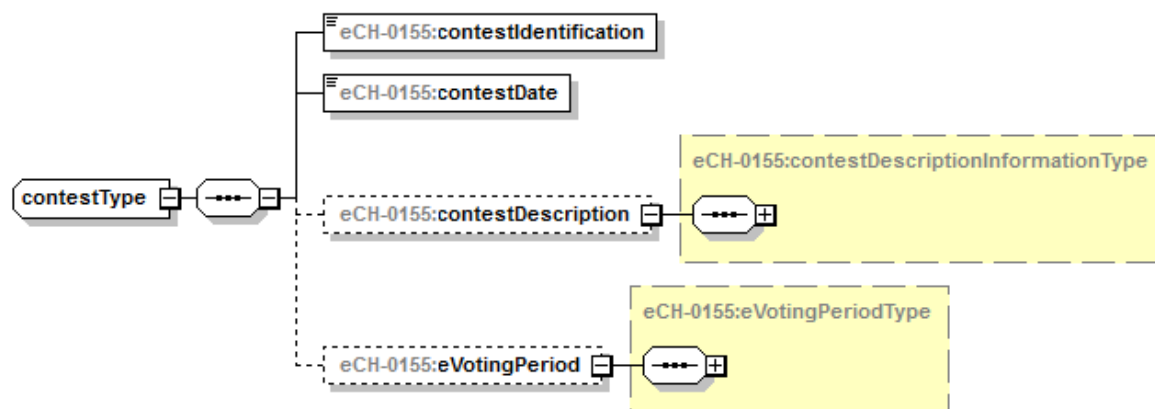 eCH-0155:contestIdentification
eCH-0155:contestDate
eCH-0155:contestDescriptionInformationType
contestType
eCH-0155:contestDescription
eCH-0155:eVotingPeriodType
eCH-0155:eVotingPeriod